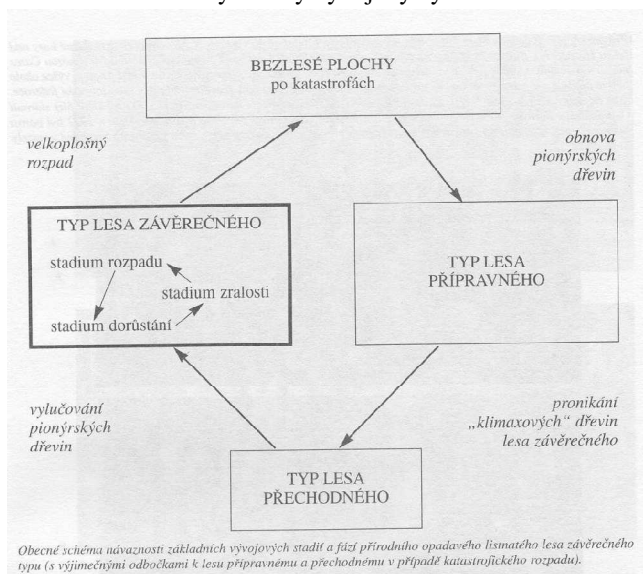 BEZLESÉ PLOCHY
po katastrofách
velkoplošný
rozpad
obnova
pionýrských
dřevin
TYP LESA ZÁVĚREČNÉHO
stadium rozpadu
stadium zralosti
stadium dorůstání
TYP LESA
PŘÍPRAVNÉHO
vylučování
pionýrských
dřevin
pronikání
„klimaxových“ dřevin
lesa závěrečného
TYP LESA
PŘECHODNÉHO
Obecné schéma návaznosti základních vývojových stadií a fází přírodního opadavého listnatého lesa závěrečného
typu (s výjimečnými odbočkami k lesu přípravnému a přechodnému v případě katastrofického rozpadu).